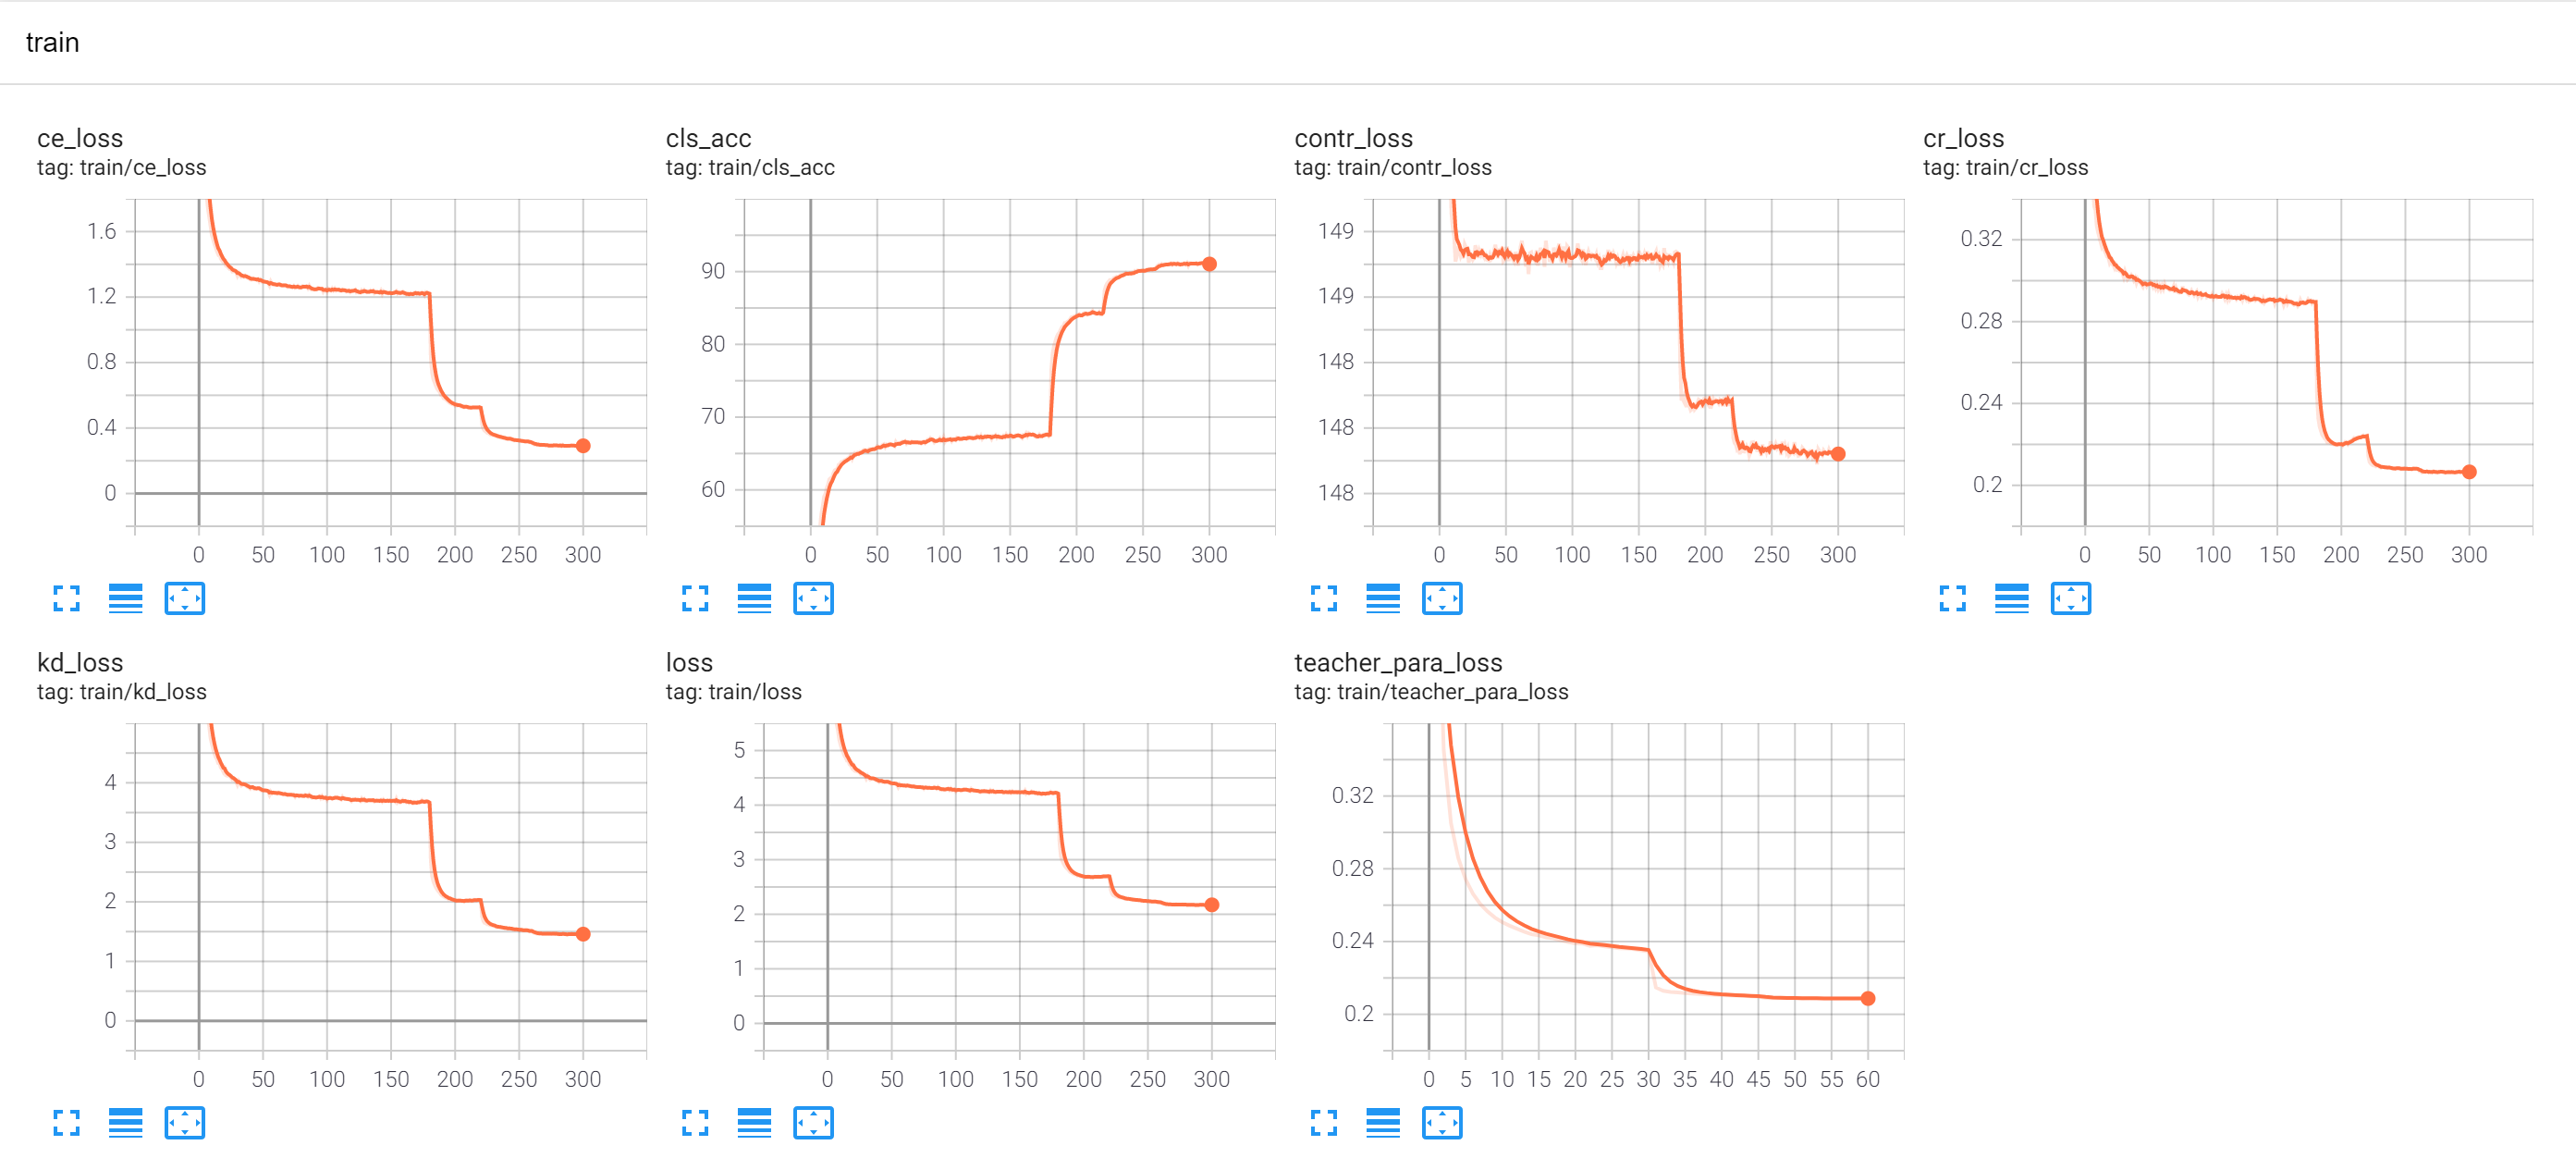 train
ce_loss
tag: train/ce_loss
1.6
1.2
0.8
0.4
0
0 50 100 150 200 250 300
cls_acc
tag: train/cls_acc
90
80
70
60
0 50 100 150 200 250 300
contr_loss
tag: train/contr_loss
149
149
148
148
148
0 50 100 150 200 250 300
cr_loss
tag: train/cr_loss
0.32
0.28
0.24
0.2
0 50 100 150 200 250 300
kd_loss
tag: train/kd_loss
4
3
2
1
0
0 50 100 150 200 250 300
loss
tag: train/loss
5
4
3
2
1
0
0 50 100 150 200 250 300
teacher_para_loss
tag: train/teacher_para_loss
0.32
0.28
0.24
0.2
0 5 10 15 20 25 30 35 40 45 50 55 60